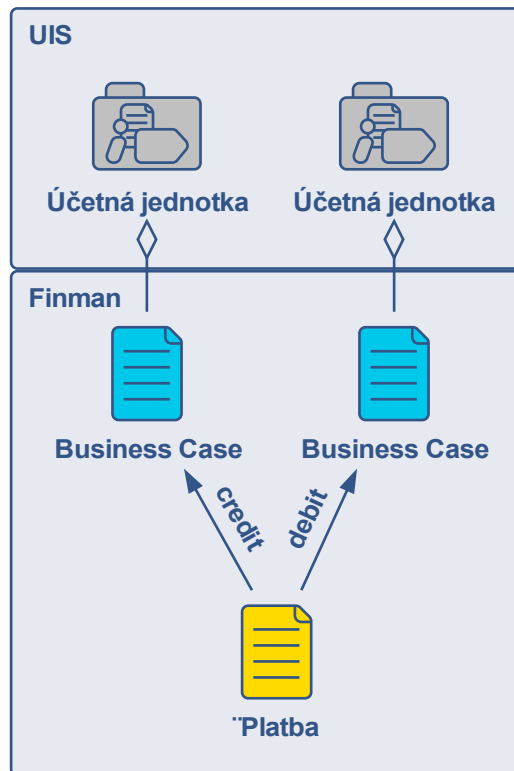 UIS
Účetná jednotka
Účetná jednotka
Finman
Business Case
Business Case
credit
debit
¨Platba